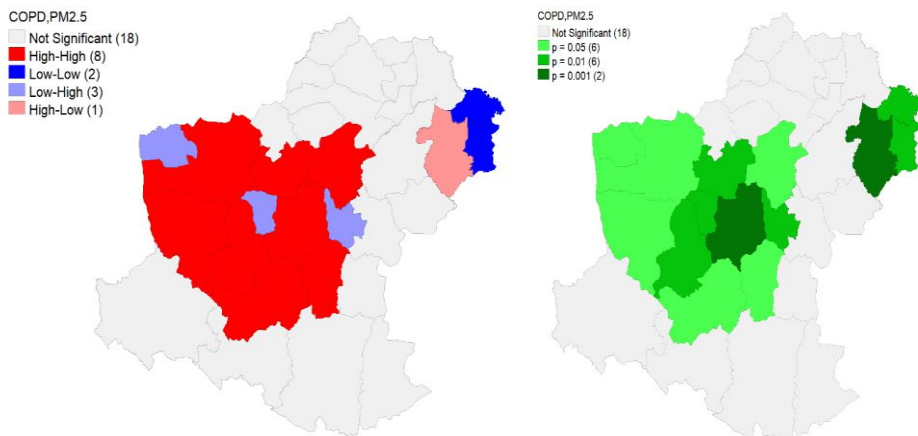 COPD,PM2.5
Not Significant (18)
High-High (8)
Low-Low (2)
Low-High (3)
High-Low (1)
COPD,PM2.5
Not Significant (18)
p = 0.05 (6)
p = 0.01 (6)
p = 0.001 (2)